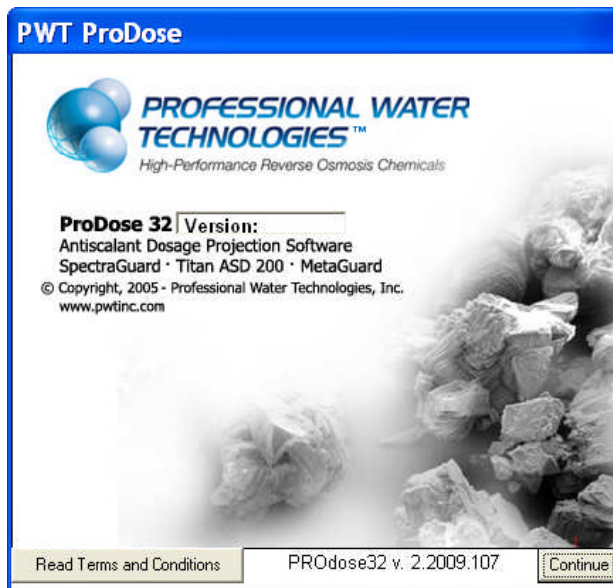 PWT ProDose
PROFESSIONAL WATER
TECHNOLOGIES™
High-Performance Reverse Osmosis Chemicals
ProDose 32 Version:
Antiscalant Dosage Projection Software
SpectraGuard · Titan ASD 200 · MetaGuard
© Copyright, 2005 - Professional Water Technologies, Inc.
www.pwtinc.com
Read Terms and Conditions PROdose32 v. 2.2009.107 Continue